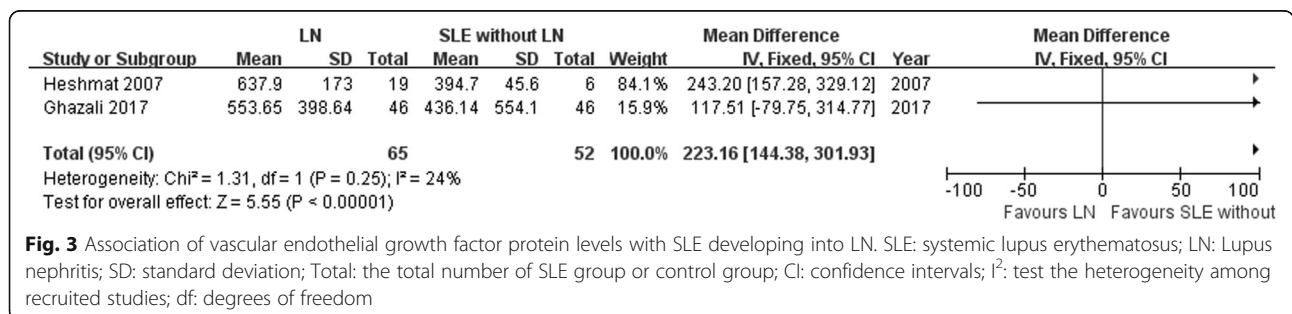 LN SLE without LN Mean Difference Mean Difference
Study or Subgroup Mean SD Total Mean SD Total Weight IV, Fixed, 95% CI Year IV, Fixed, 95% CI
Heshmat 2007 637.9 173 19 394.7 45.6 6 84.1% 243.20 [157.28, 329.12] 2007
Ghazali 2017 553.65 398.64 46 436.14 554.1 46 15.9% 117.51 [-79.75, 314.77] 2017
Total (95% CI) 65 52 100.0% 223.16 [144.38, 301.93]
Heterogeneity: Chi² = 1.31, df = 1 (P = 0.25); I² = 24%
Test for overall effect: Z = 5.55 (P < 0.00001)
-100 -50 0 50 100
Favours LN Favours SLE without
Fig. 3 Association of vascular endothelial growth factor protein levels with SLE developing into LN. SLE: systemic lupus erythematosus; LN: Lupus
nephritis; SD: standard deviation; Total: the total number of SLE group or control group; CI: confidence intervals; I²: test the heterogeneity among
recruited studies; df: degrees of freedom